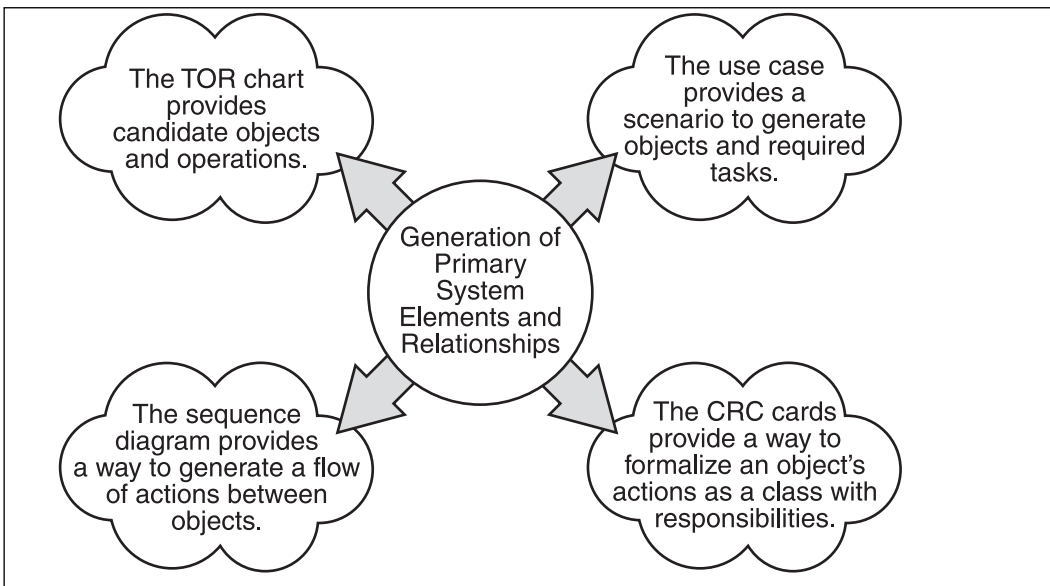 The TOR chart
provides
candidate objects
and operations.
The use case
provides a
scenario to generate
objects and required
tasks.
Generation of
Primary
System
Elements and
Relationships
The sequence
diagram provides
a way to generate a flow
of actions between
objects.
The CRC cards
provide a way to
formalize an object's
actions as a class with
responsibilities.